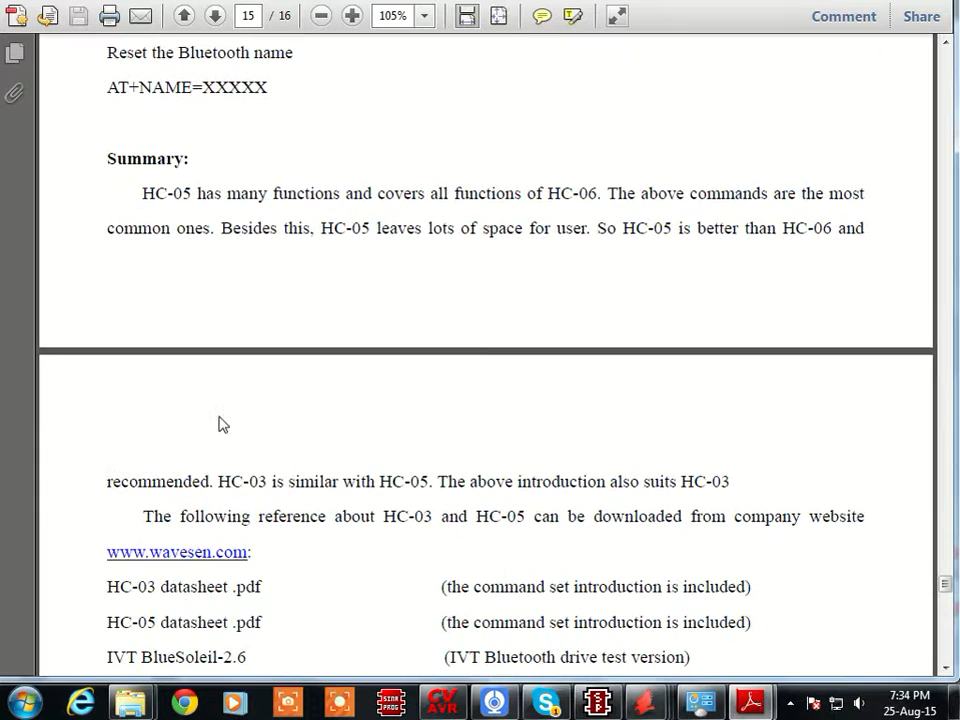 15 / 16
105%
Comment
Share
Reset the Bluetooth name
AT+NAME=XXXXX
Summary:
HC-05 has many functions and covers all functions of HC-06. The above commands are the most
common ones. Besides this, HC-05 leaves lots of space for user. So HC-05 is better than HC-06 and
recommended. HC-03 is similar with HC-05. The above introduction also suits HC-03
The following reference about HC-03 and HC-05 can be downloaded from company website
www.wavesen.com:
HC-03 datasheet .pdf (the command set introduction is included)
HC-05 datasheet .pdf (the command set introduction is included)
IVT BlueSoleil-2.6 (IVT Bluetooth drive test version)
SINA
PROG
CV
AVR
S
1
7:34 PM
25-Aug-15